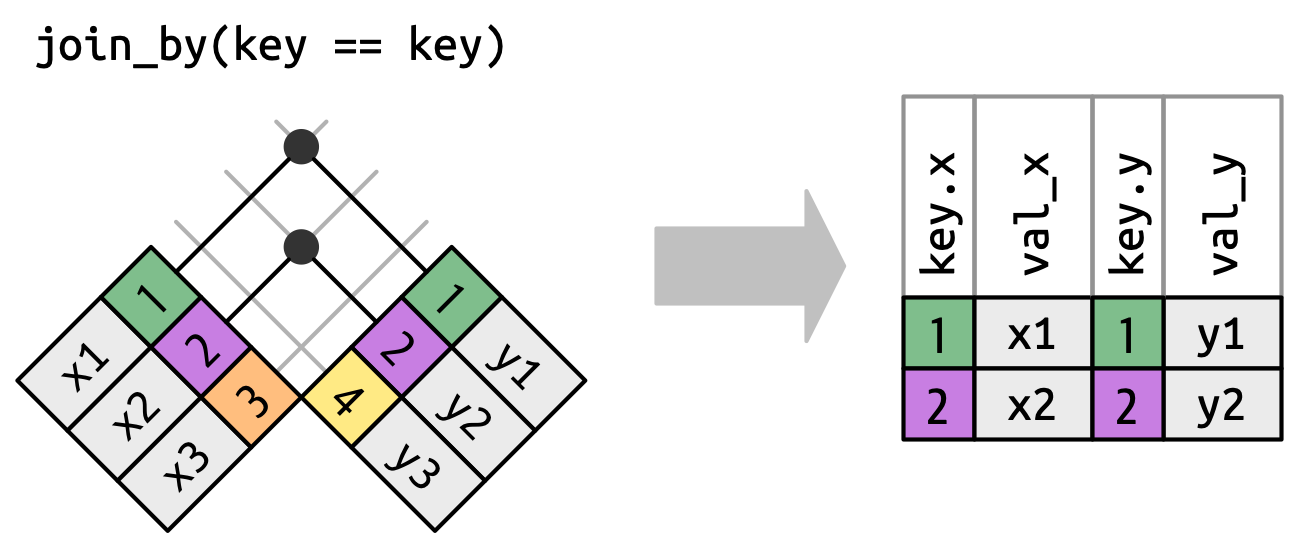 join_by(key == key)
1 x1
2 x2
3 x3
1 y1
2 y2
4 y3
key.x val_x key.y val_y
1 x1 1 y1
2 x2 2 y2